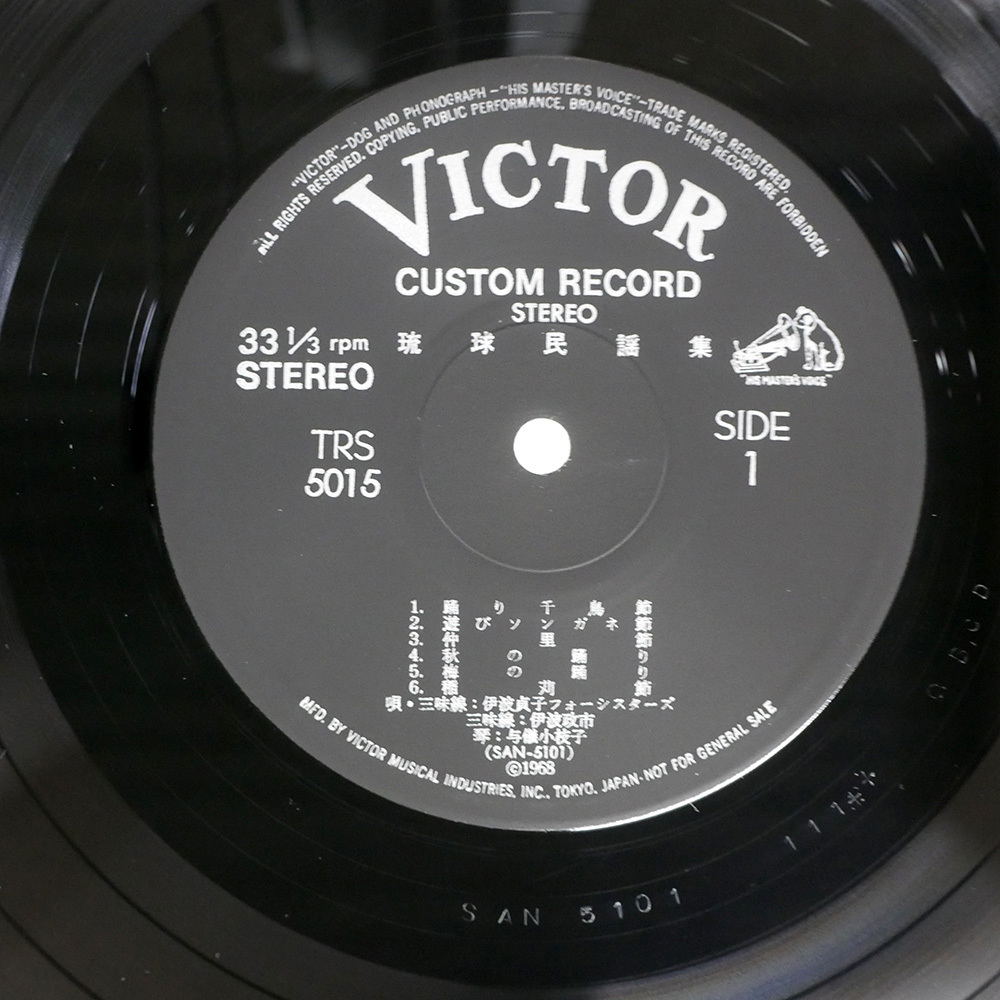 "VICTOR"–DOG AND PHONOGRAPH –"HIS MASTER'S VOICE"–TRADE MARKS REGISTERED.
ALL RIGHTS RESERVED. COPYING, PUBLIC PERFORMANCE, BROADCASTING OF THIS RECORD ARE FORBIDDEN
VICTOR
CUSTOM RECORD
STEREO
琉球民謡集
33 1/3 rpm
STEREO
"HIS MASTER'S VOICE"
TRS
5015
SIDE
1
1. 踊り千鳥節
2. 遊びソンガネ節
3. 仲里節
4. 秋の踊り
5. 梅の踊り
6. 稲苅節
唄・三味線:伊波貞子フォーシスターズ
三味線:伊波政市
琴:与儀小枝子
(SAN-5101)
©1968
MFD. BY VICTOR MUSICAL INDUSTRIES, INC., TOKYO, JAPAN·NOT FOR GENERAL SALE
SAN 5101
111